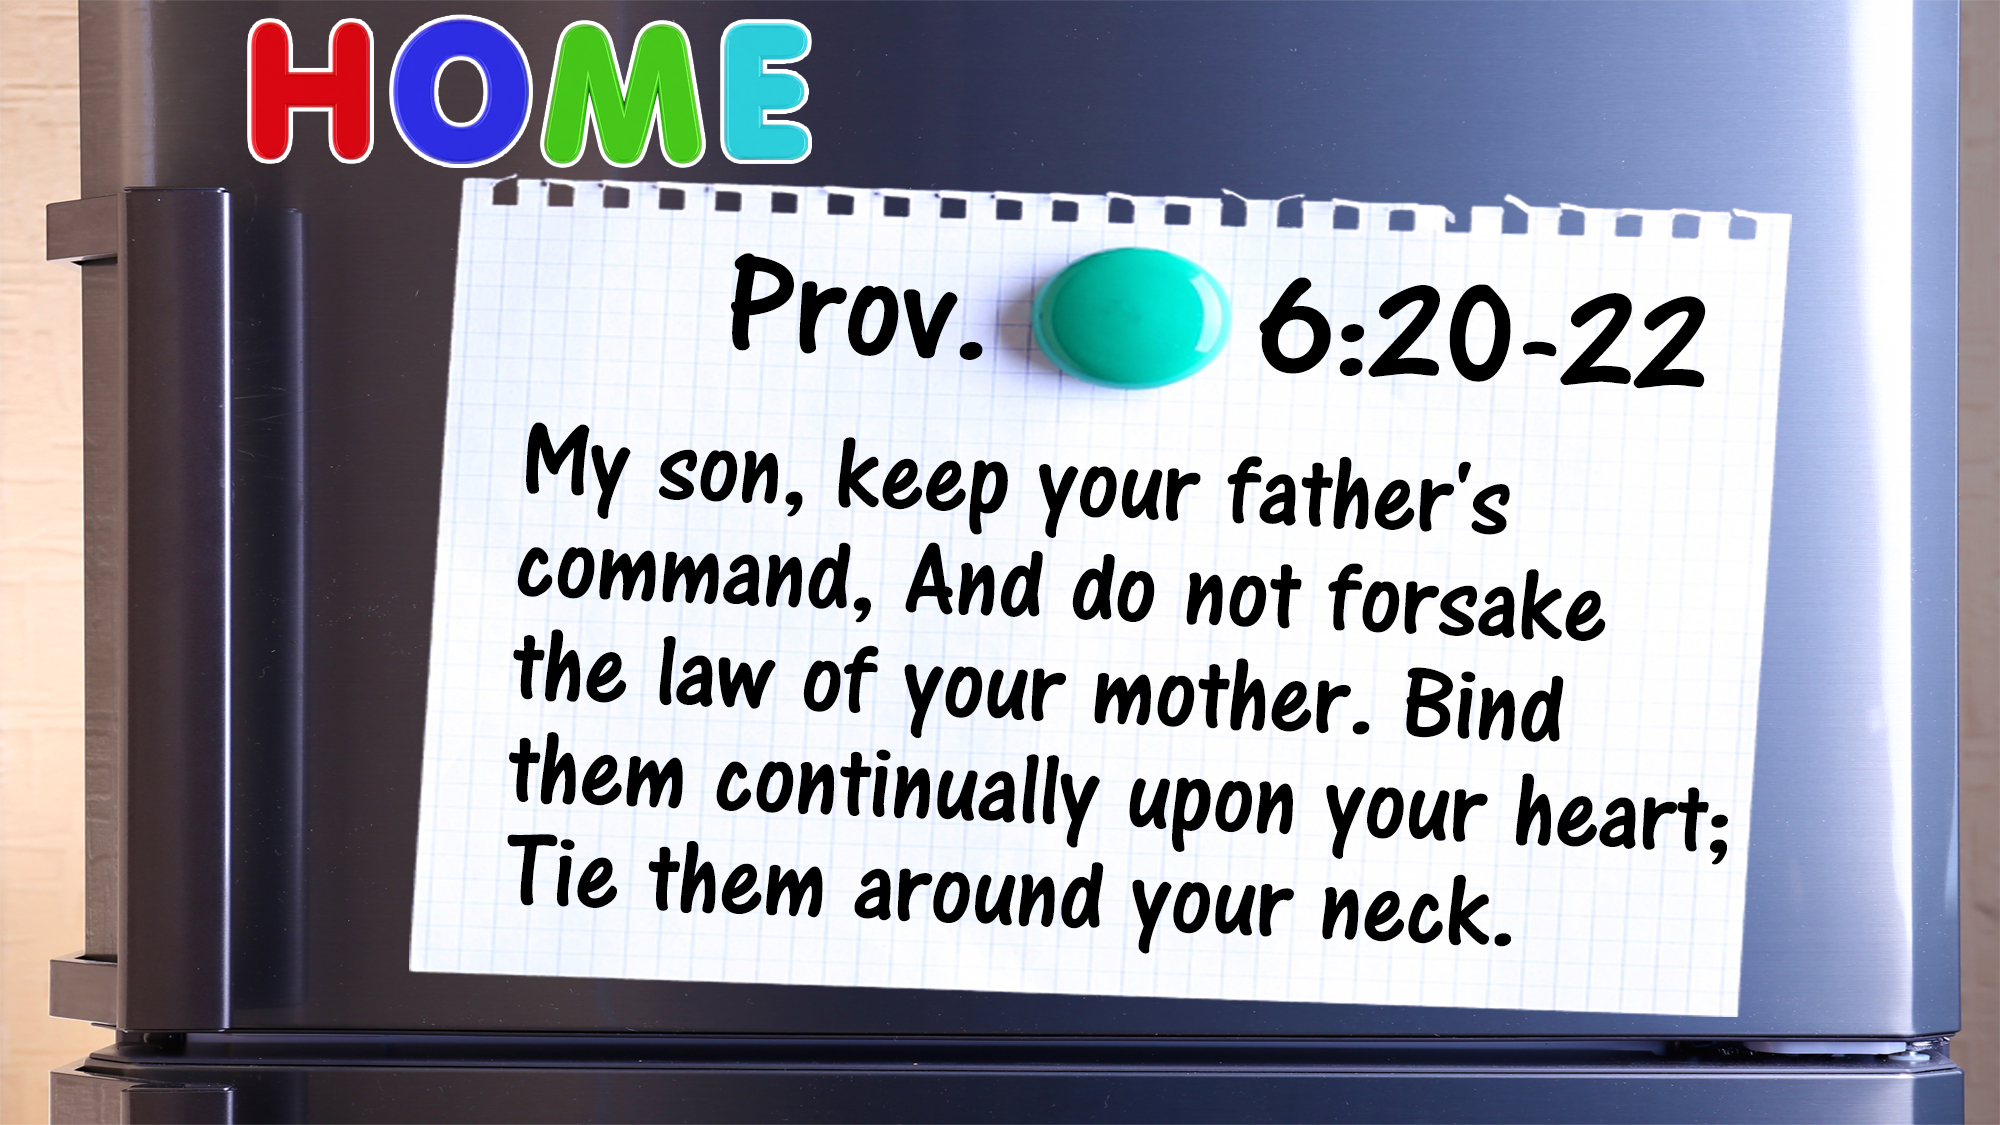 HOME
Prov. 6:20-22
My son, keep your father's
command, And do not forsake
the law of your mother. Bind
them continually upon your heart;
Tie them around your neck.